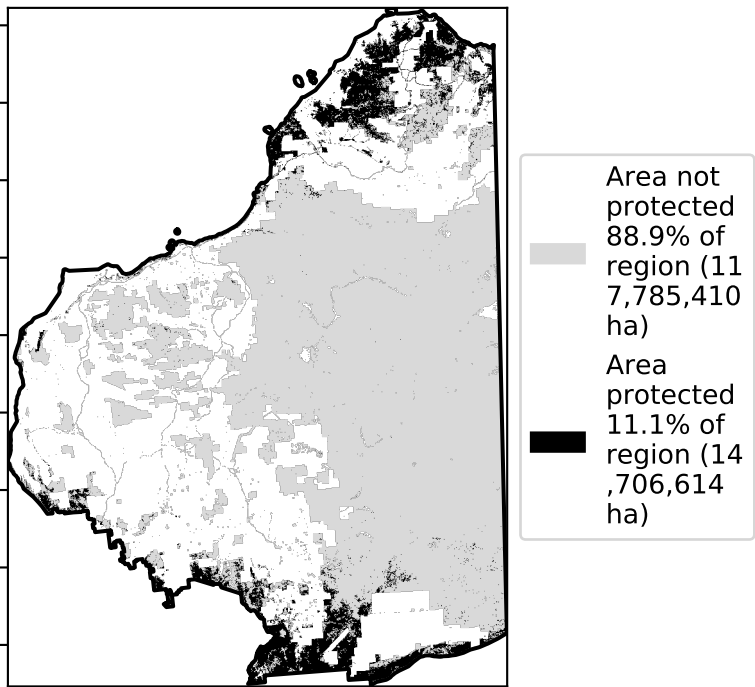 Area not
protected
88.9% of
region (11
7,785,410
ha)
Area
protected
11.1% of
region (14
,706,614
ha)